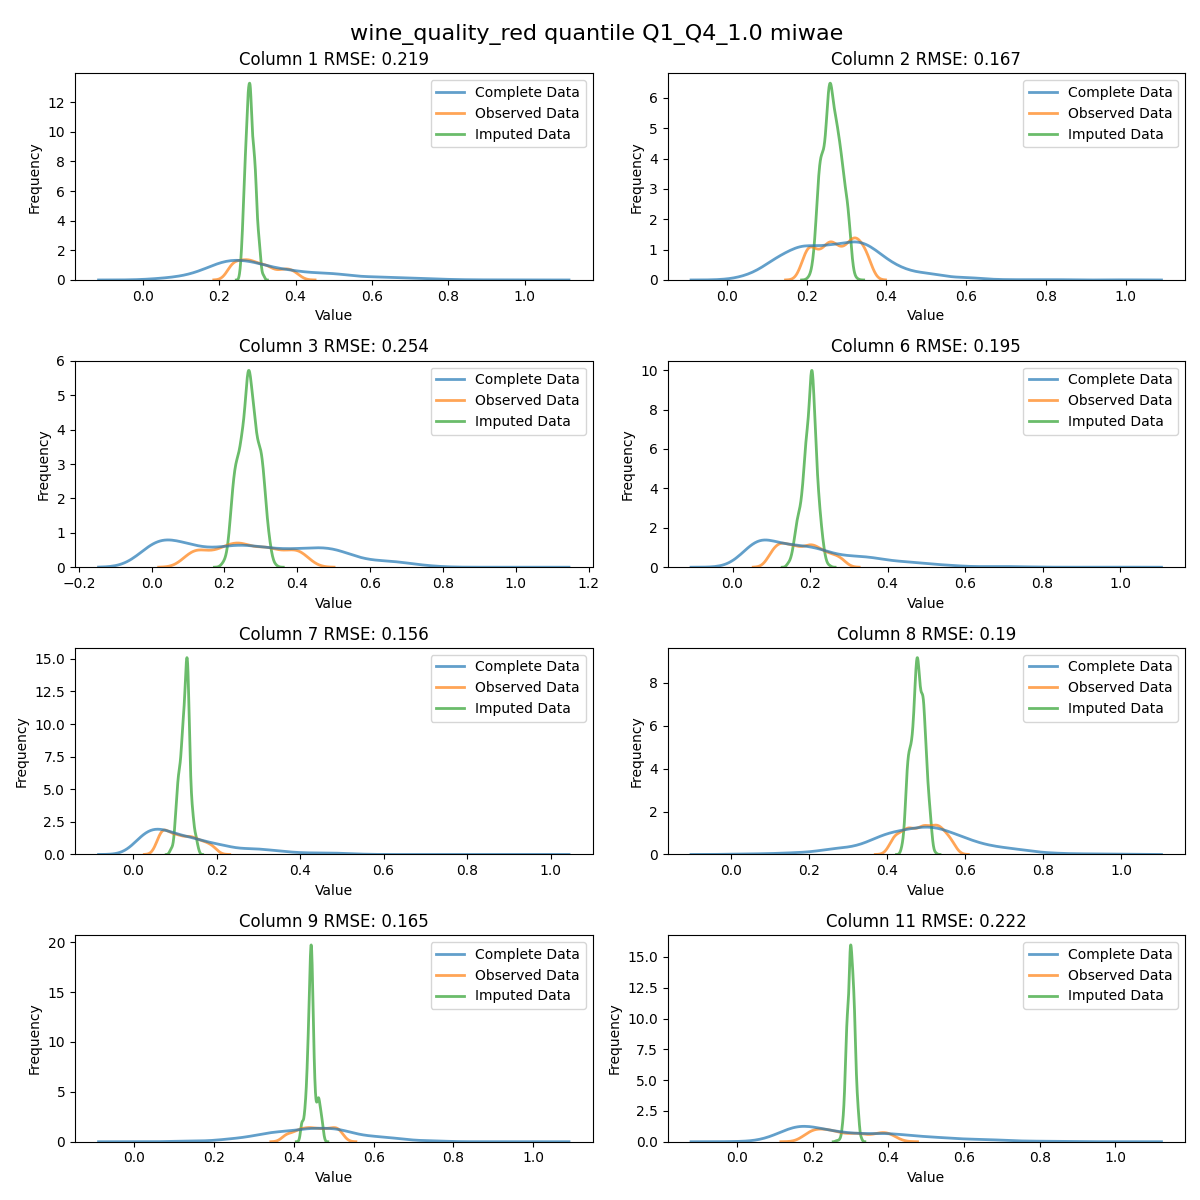 wine_quality_red quantile Q1_Q4_1.0 miwae
Column 1 RMSE: 0.219
Frequency
12
10
8
6
4
2
0
0.0 0.2 0.4 0.6 0.8 1.0
Value
Complete Data
Observed Data
Imputed Data
Column 2 RMSE: 0.167
Frequency
6
5
4
3
2
1
0
0.0 0.2 0.4 0.6 0.8 1.0
Value
Complete Data
Observed Data
Imputed Data
Column 3 RMSE: 0.254
Frequency
6
5
4
3
2
1
0
−0.2 0.0 0.2 0.4 0.6 0.8 1.0 1.2
Value
Complete Data
Observed Data
Imputed Data
Column 6 RMSE: 0.195
Frequency
10
8
6
4
2
0
0.0 0.2 0.4 0.6 0.8 1.0
Value
Complete Data
Observed Data
Imputed Data
Column 7 RMSE: 0.156
Frequency
15.0
12.5
10.0
7.5
5.0
2.5
0.0
0.0 0.2 0.4 0.6 0.8 1.0
Value
Complete Data
Observed Data
Imputed Data
Column 8 RMSE: 0.19
Frequency
8
6
4
2
0
0.0 0.2 0.4 0.6 0.8 1.0
Value
Complete Data
Observed Data
Imputed Data
Column 9 RMSE: 0.165
Frequency
20
15
10
5
0
0.0 0.2 0.4 0.6 0.8 1.0
Value
Complete Data
Observed Data
Imputed Data
Column 11 RMSE: 0.222
Frequency
15.0
12.5
10.0
7.5
5.0
2.5
0.0
0.0 0.2 0.4 0.6 0.8 1.0
Value
Complete Data
Observed Data
Imputed Data